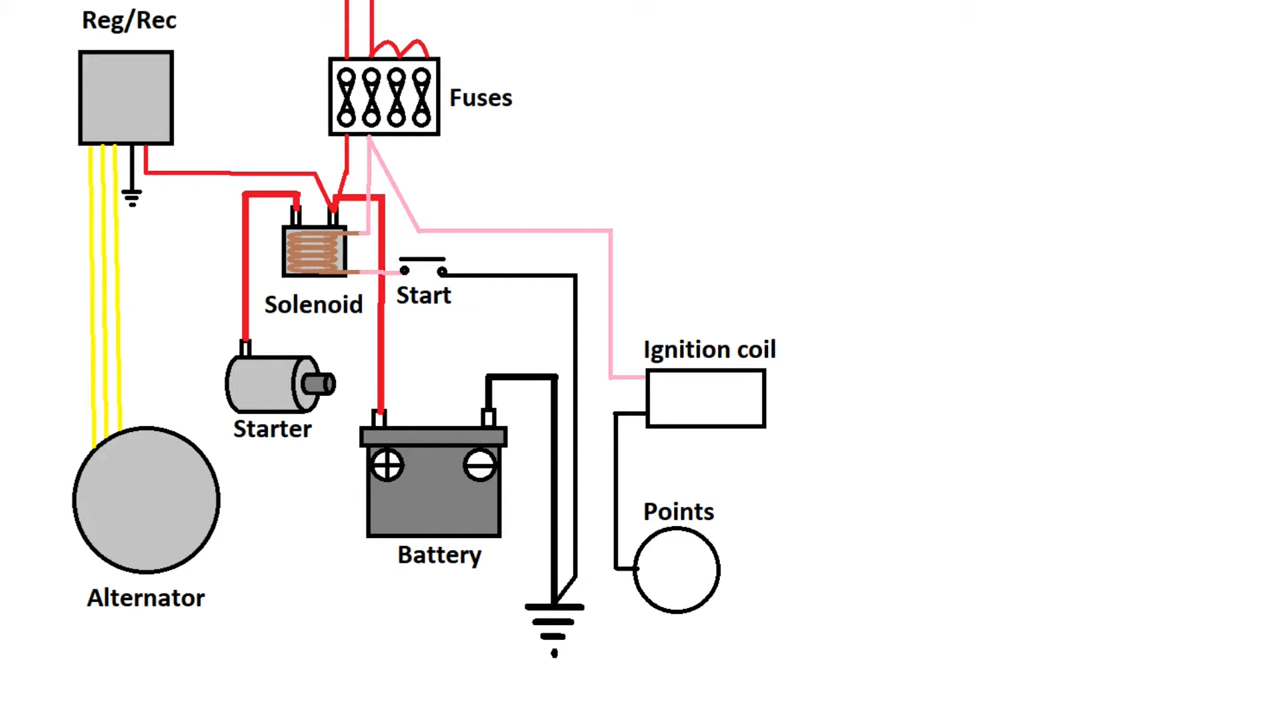 Reg/Rec
Fuses
Solenoid
Start
Ignition coil
Starter
Points
Battery
Alternator